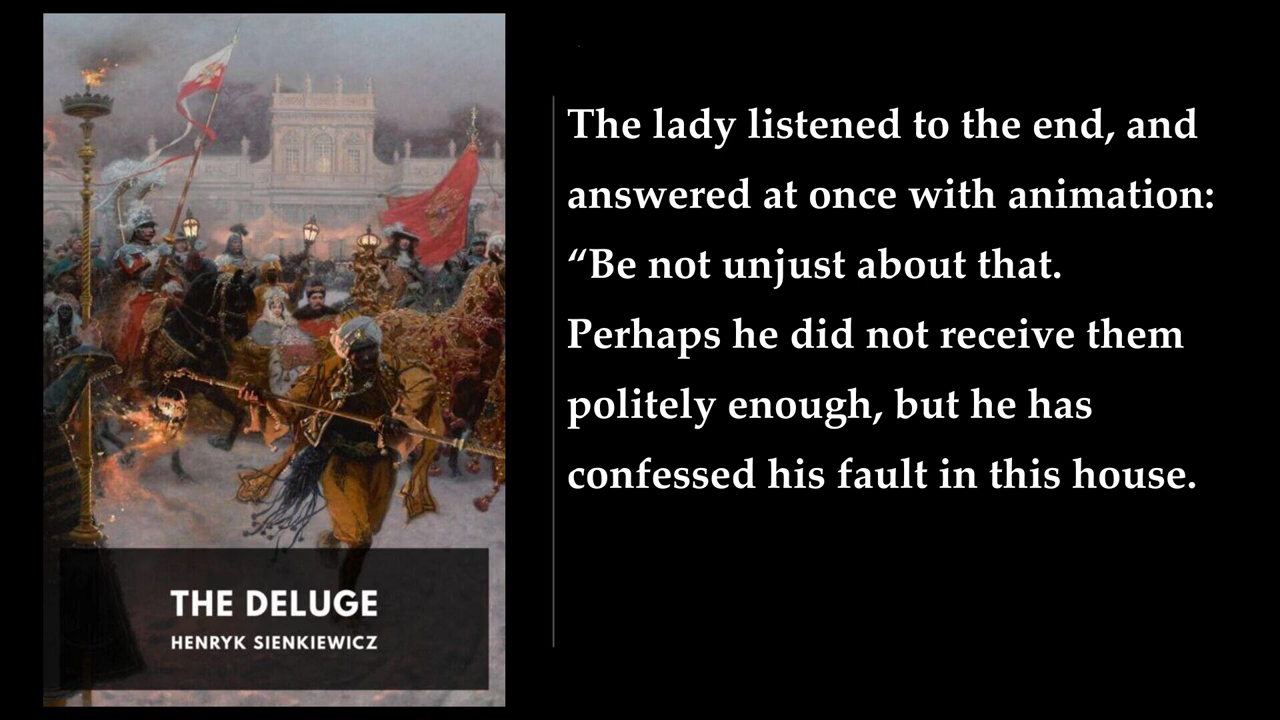 The lady listened to the end, and
answered at once with animation:
“Be not unjust about that.
Perhaps he did not receive them
politely enough, but he has
confessed his fault in this house.
THE DELUGE
HENRYK SIENKIEWICZ